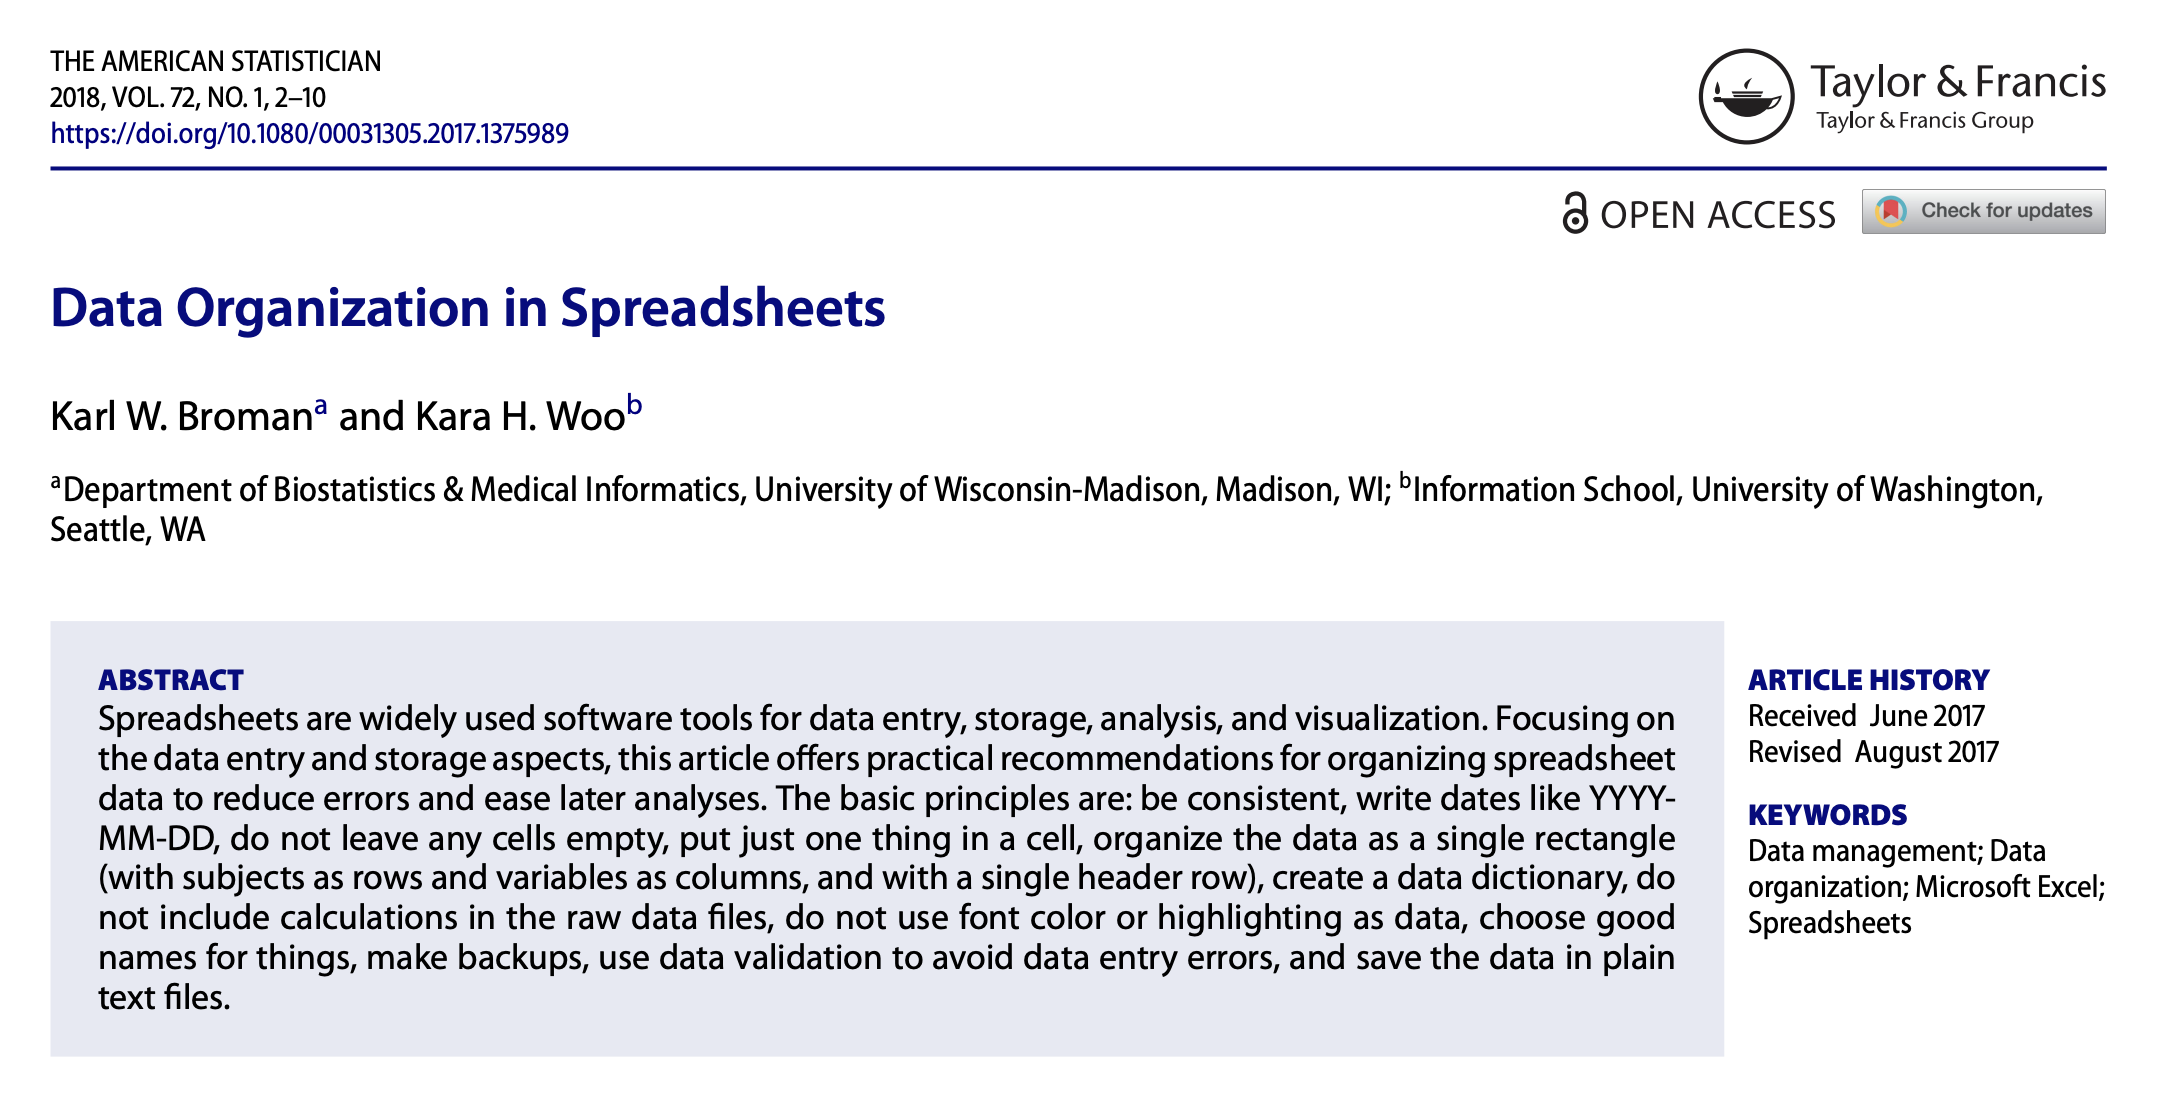 THE AMERICAN STATISTICIAN
2018, VOL. 72, NO. 1, 2–10
https://doi.org/10.1080/00031305.2017.1375989
Taylor & Francis
Taylor & Francis Group
OPEN ACCESS
Check for updates
Data Organization in Spreadsheets
Karl W. Broman^a and Kara H. Woo^b
^aDepartment of Biostatistics & Medical Informatics, University of Wisconsin-Madison, Madison, WI; ^bInformation School, University of Washington,
Seattle, WA
ABSTRACT
Spreadsheets are widely used software tools for data entry, storage, analysis, and visualization. Focusing on
the data entry and storage aspects, this article offers practical recommendations for organizing spreadsheet
data to reduce errors and ease later analyses. The basic principles are: be consistent, write dates like YYYY-
MM-DD, do not leave any cells empty, put just one thing in a cell, organize the data as a single rectangle
(with subjects as rows and variables as columns, and with a single header row), create a data dictionary, do
not include calculations in the raw data files, do not use font color or highlighting as data, choose good
names for things, make backups, use data validation to avoid data entry errors, and save the data in plain
text files.
ARTICLE HISTORY
Received June 2017
Revised August 2017
KEYWORDS
Data management; Data
organization; Microsoft Excel;
Spreadsheets